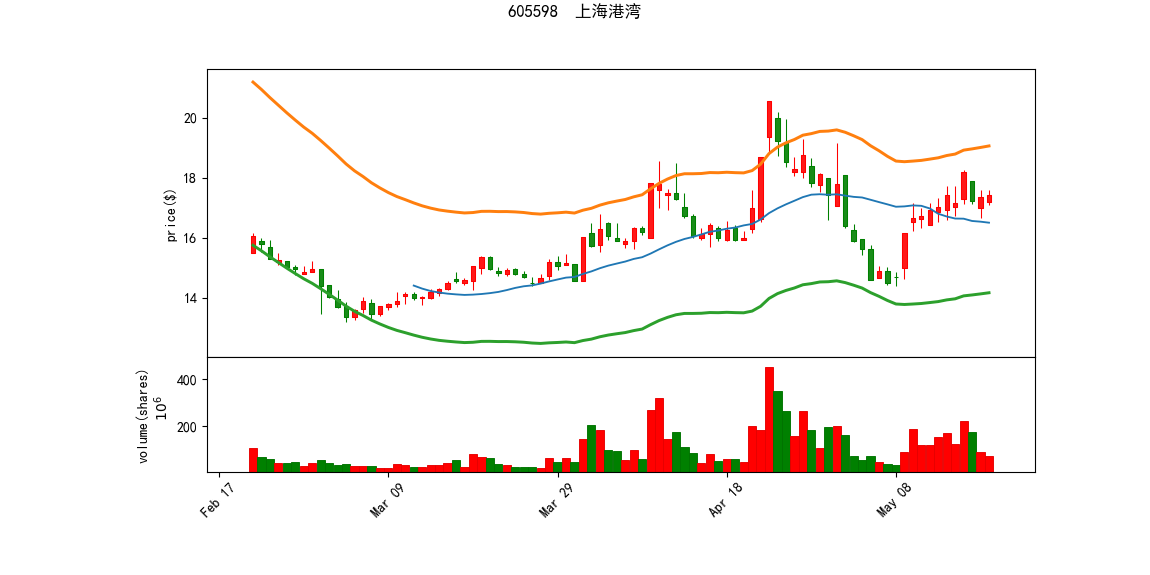 605598 上海港湾
price($)
20
18
16
14
volume(shares)
10^6
400
200
Feb 17
Mar 09
Mar 29
Apr 18
May 08